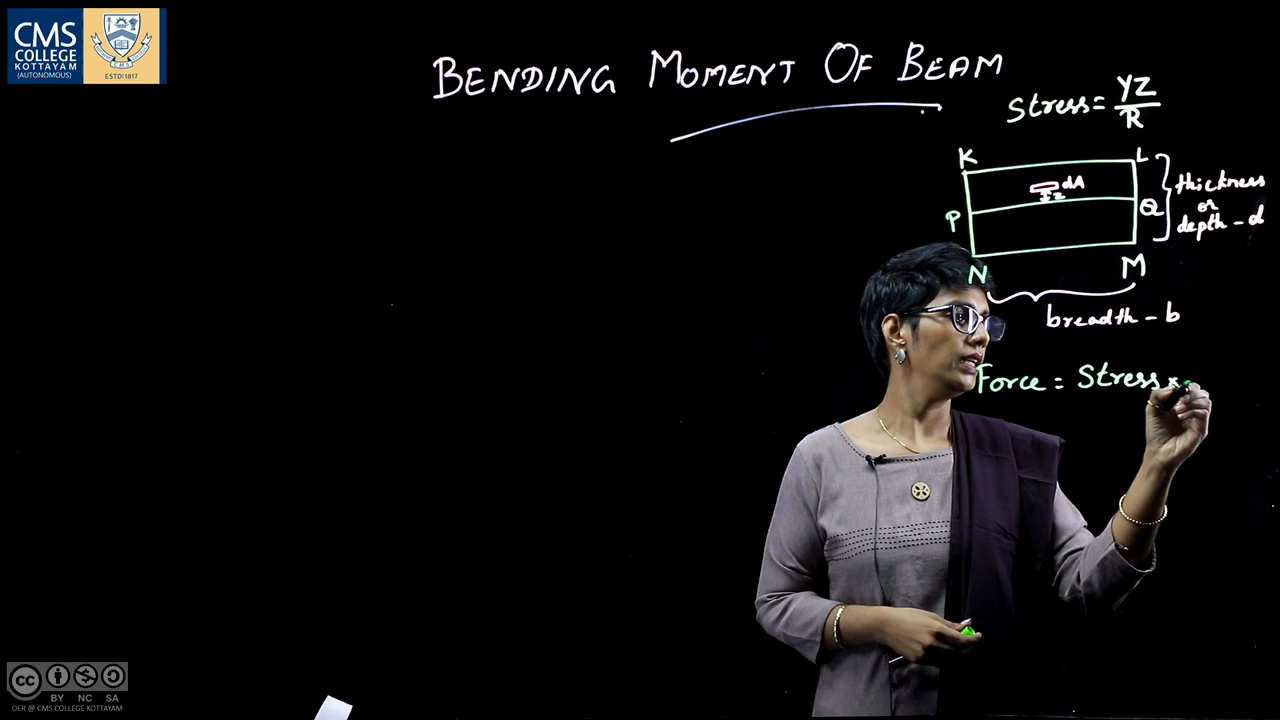 CMS
COLLEGE
KOTTAYAM
(AUTONOMOUS)
ESTD:1817
BENDING MOMENT OF BEAM
Stress = YZ/R
K
L
dA
z
thickness
or
depth - d
P
Q
N
M
breadth - b
Force = Stress ×
cc
BY NC SA
OER @ CMS COLLEGE KOTTAYAM